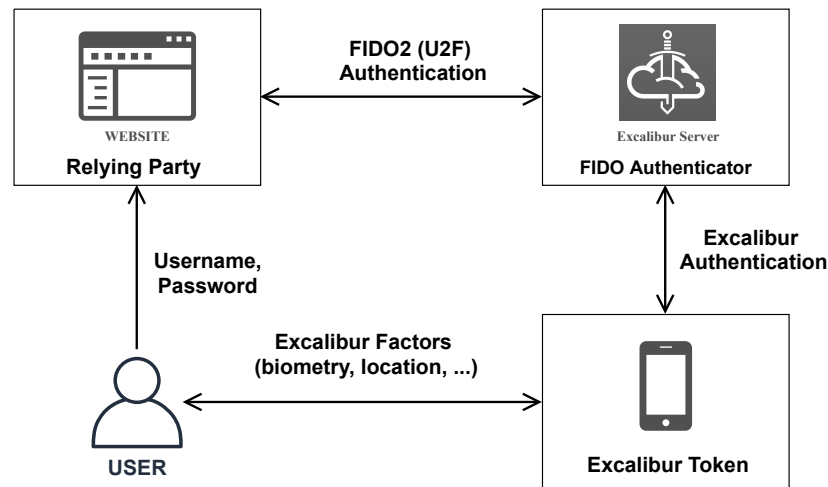 FIDO2 (U2F)
Authentication
WEBSITE
Relying Party
Excalibur Server
FIDO Authenticator
Username,
Password
Excalibur
Authentication
Excalibur Factors
(biometry, location, ...)
USER
Excalibur Token